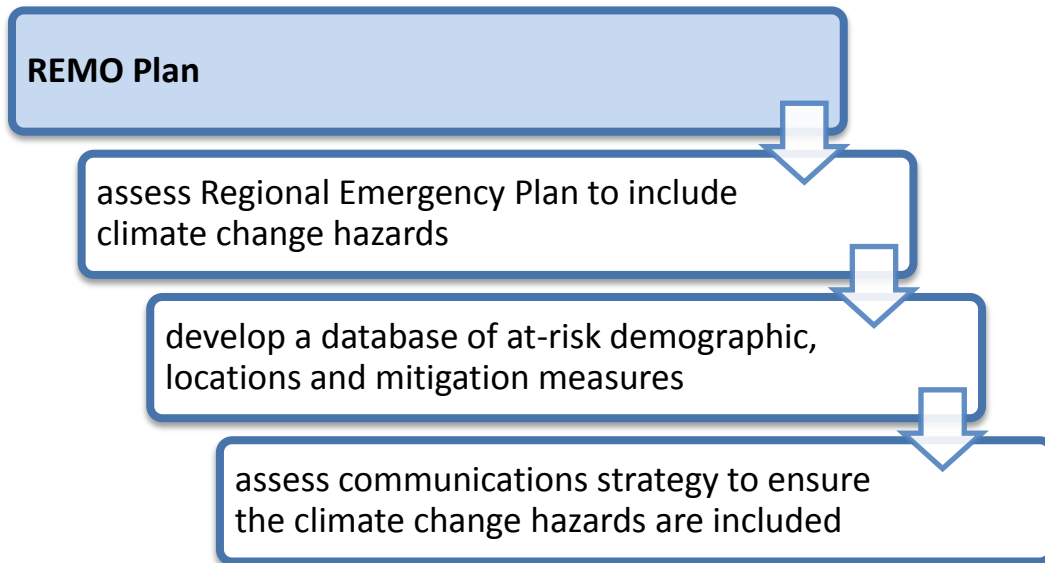 REMO Plan
assess Regional Emergency Plan to include
climate change hazards
develop a database of at-risk demographic,
locations and mitigation measures
assess communications strategy to ensure
the climate change hazards are included